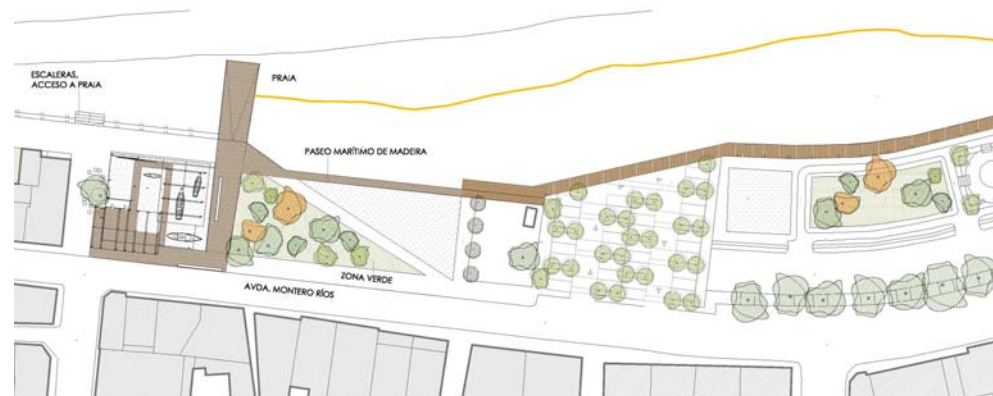 PRAIA
ESCALERAS,
ACCESO A PRAIA
PASEO MARÍTIMO DE MADEIRA
ZONA VERDE
AVDA. MONTERO RÍOS